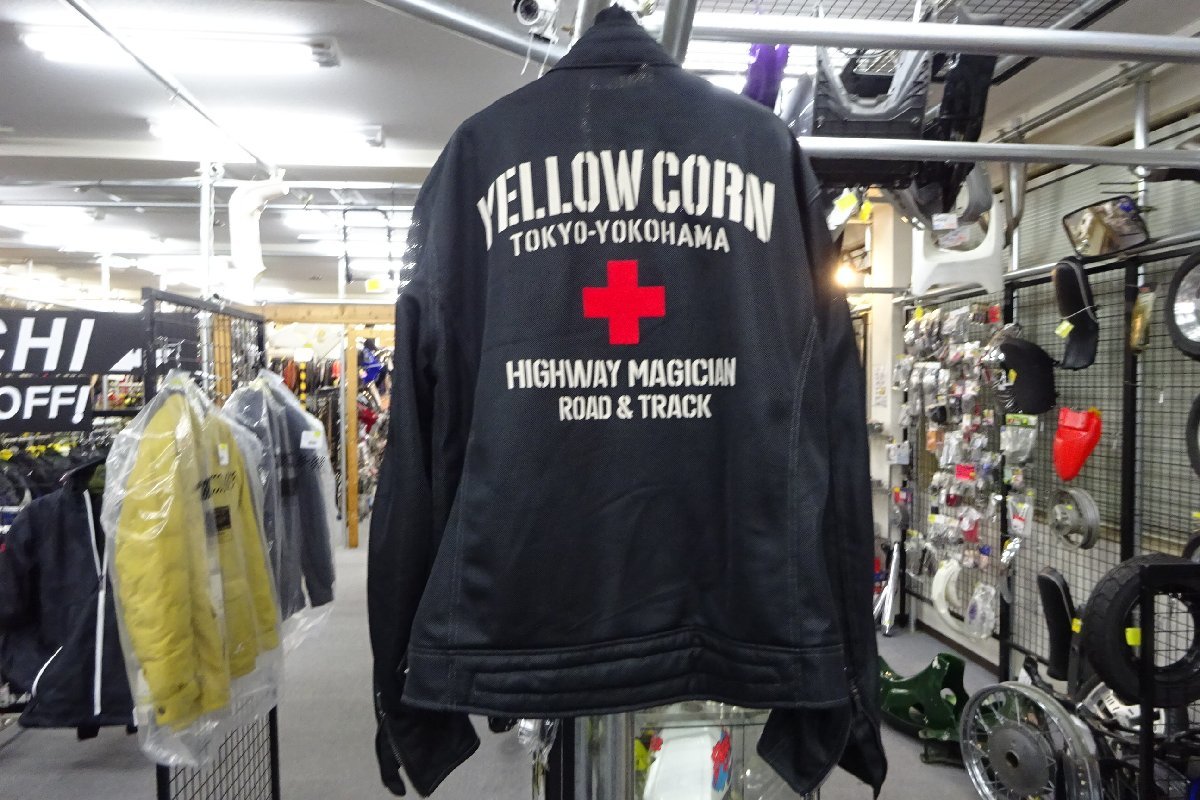 YELLOW CORN
TOKYO-YOKOHAMA
HIGHWAY MAGICIAN
ROAD & TRACK
CHI
OFF!